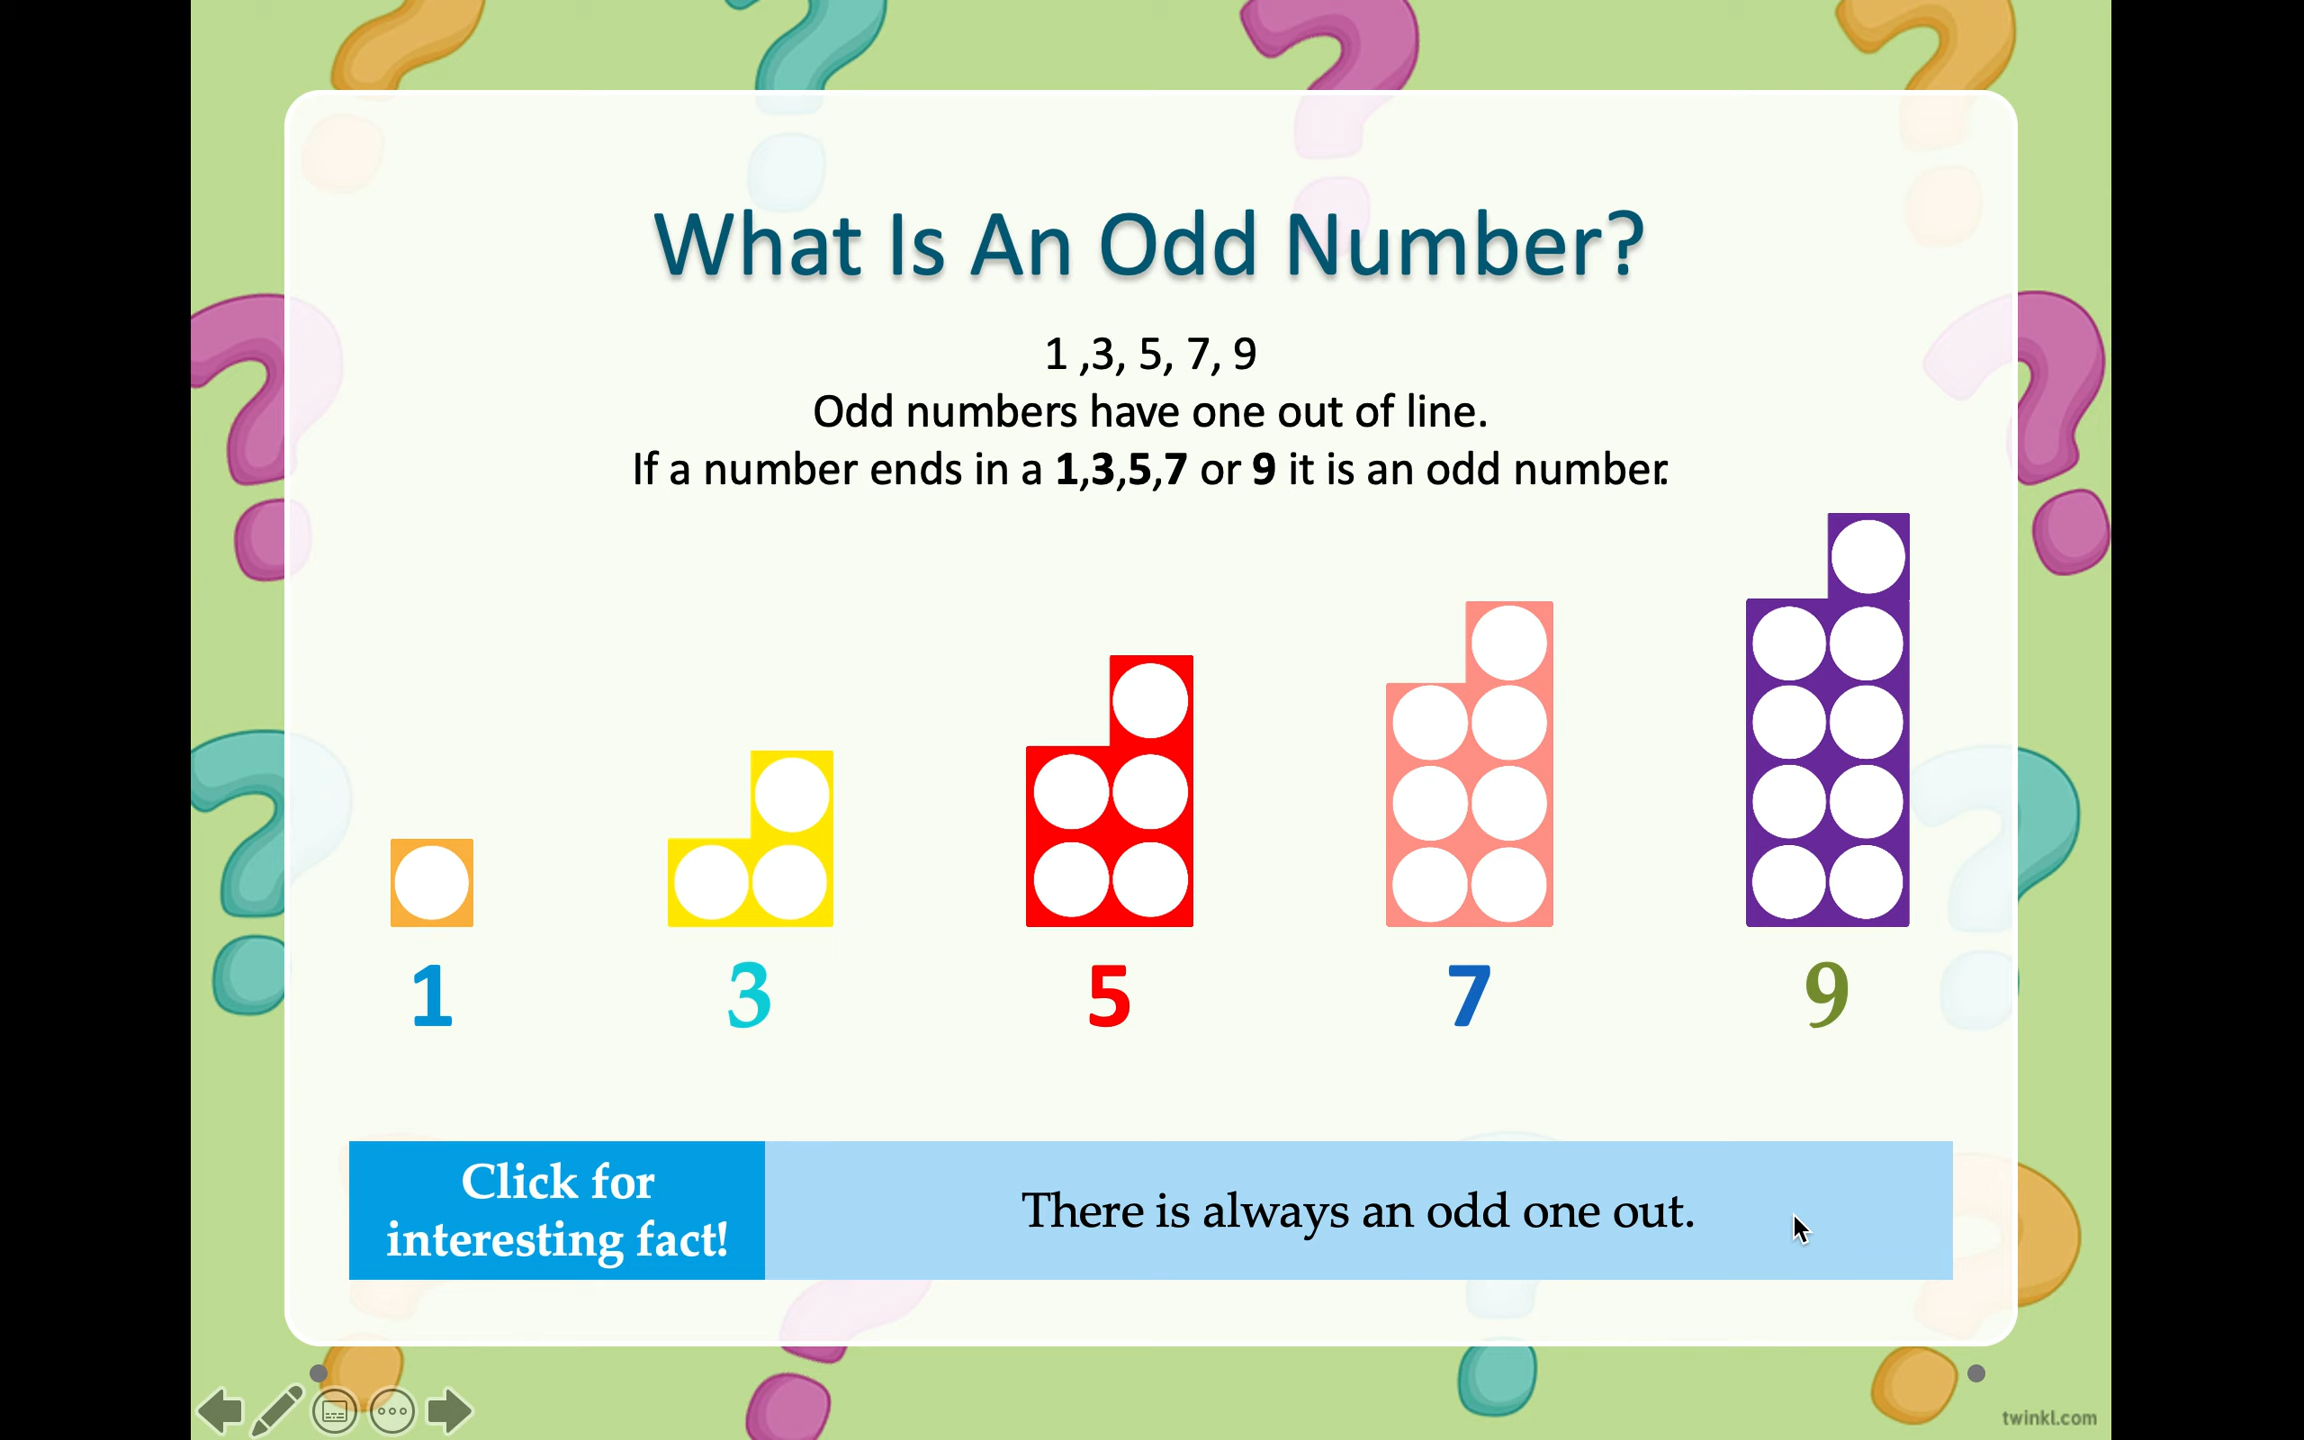 What Is An Odd Number?
1 ,3, 5, 7, 9
Odd numbers have one out of line.
If a number ends in a 1,3,5,7 or 9 it is an odd number.
1 3 5 7 9
Click for
interesting fact!
There is always an odd one out.
twinkl.com